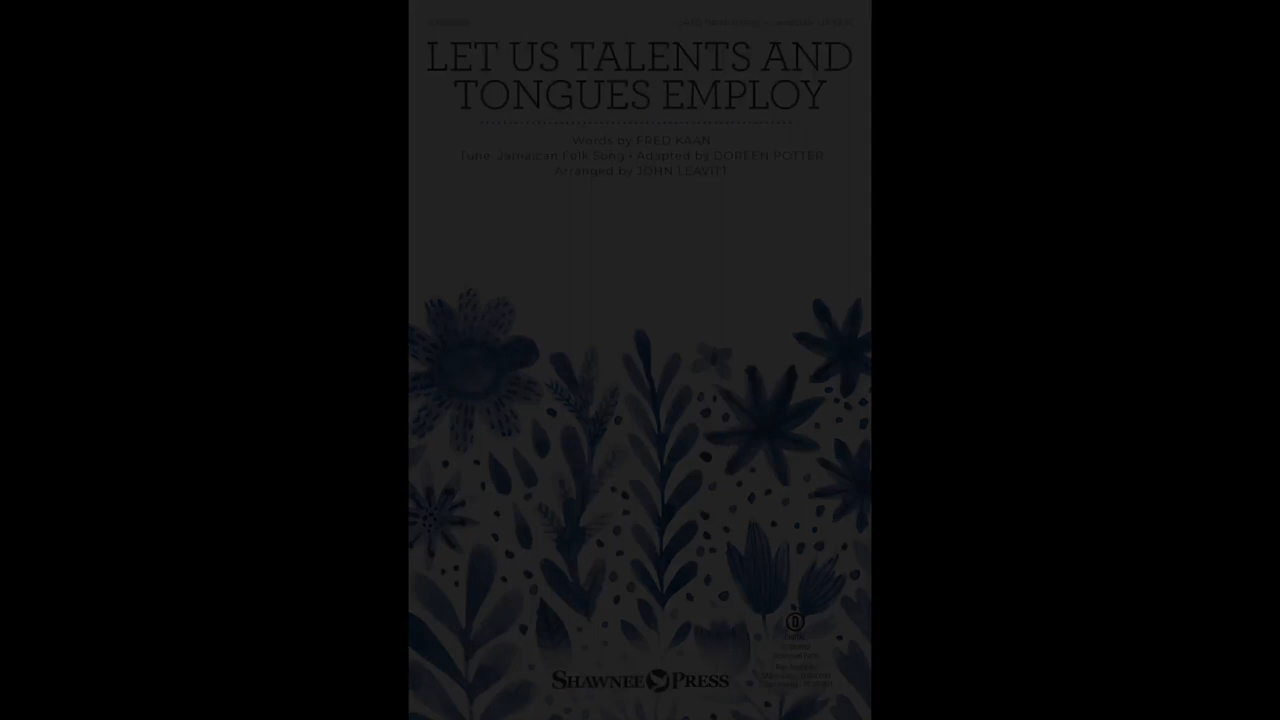 LET US TALENTS AND
TONGUES EMPLOY
Words by FRED KAAN
Tune: Jamaican Folk Song • Adapted by DOREEN POTTER
Arranged by JOHN LEAVITT
SHAWNEE PRESS